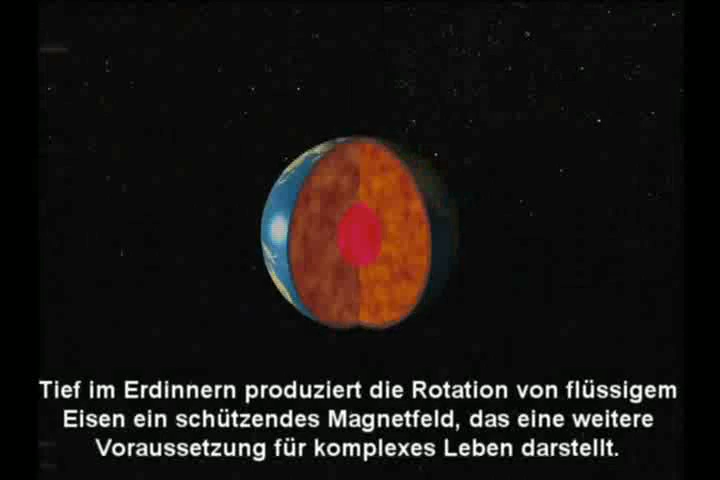 Tief im Erdinnern produziert die Rotation von flüssigem
Eisen ein schützendes Magnetfeld, das eine weitere
Voraussetzung für komplexes Leben darstellt.